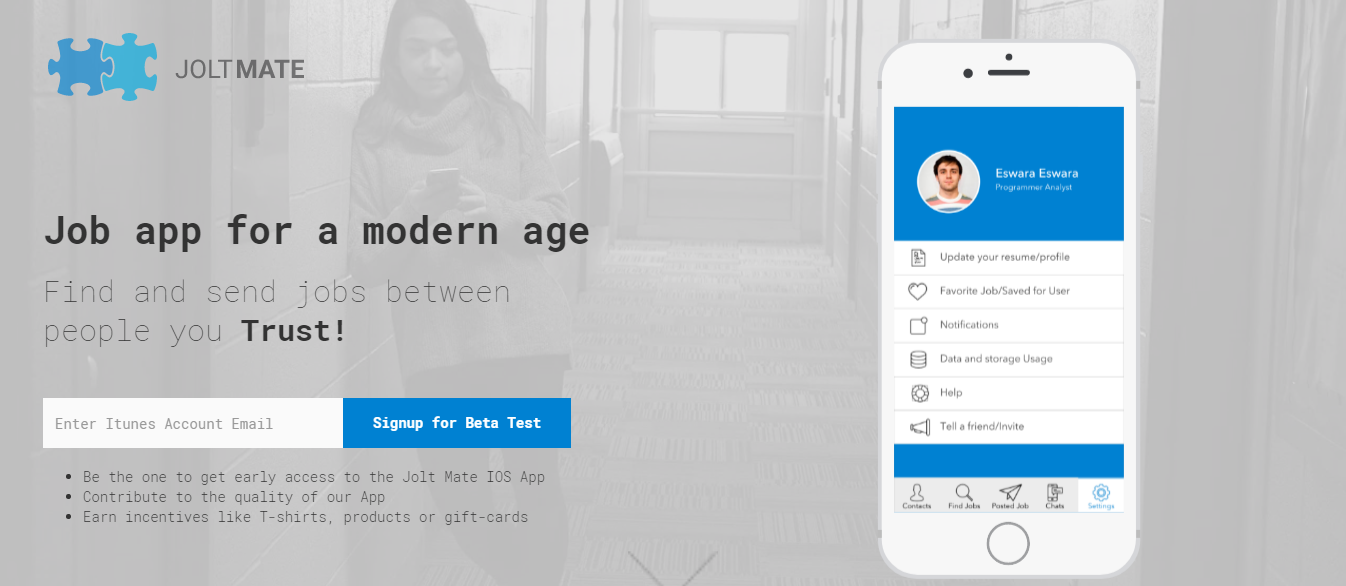 JOLTMATE
Job app for a modern age
Find and send jobs between
people you Trust!
Enter Itunes Account Email
Signup for Beta Test
Be the one to get early access to the Jolt Mate IOS App
Contribute to the quality of our App
Earn incentives like T-shirts, products or gift-cards
Eswara Eswara
Programmer Analyst
Update your resume/profile
Favorite Job/Saved for User
Notifications
Data and storage Usage
Help
Tell a friend/Invite
Contacts Find Jobs Posted Job Chats Settings